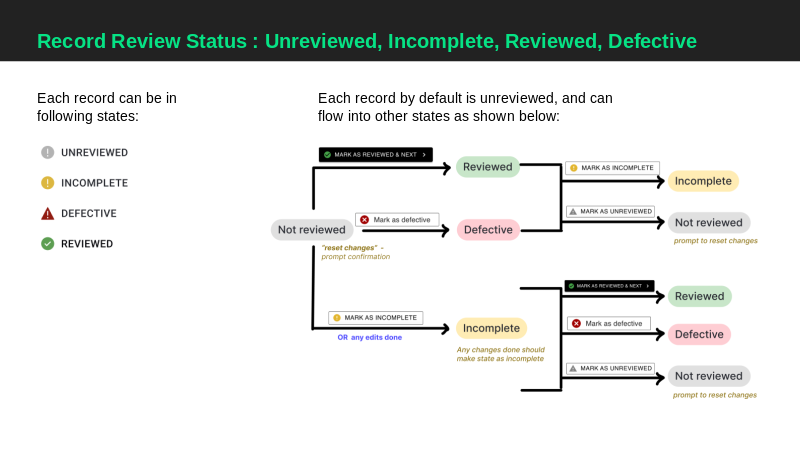 Record Review Status : Unreviewed, Incomplete, Reviewed, Defective
Each record can be in
following states:
UNREVIEWED
INCOMPLETE
DEFECTIVE
REVIEWED
Each record by default is unreviewed, and can
flow into other states as shown below:
MARK AS REVIEWED & NEXT
Reviewed
Not reviewed
Mark as defective
Defective
"reset changes" -
prompt confirmation
MARK AS INCOMPLETE
OR any edits done
Incomplete
Any changes done should
make state as incomplete
MARK AS INCOMPLETE
Incomplete
MARK AS UNREVIEWED
Not reviewed
prompt to reset changes
MARK AS REVIEWED & NEXT
Reviewed
Mark as defective
Defective
MARK AS UNREVIEWED
Not reviewed
prompt to reset changes